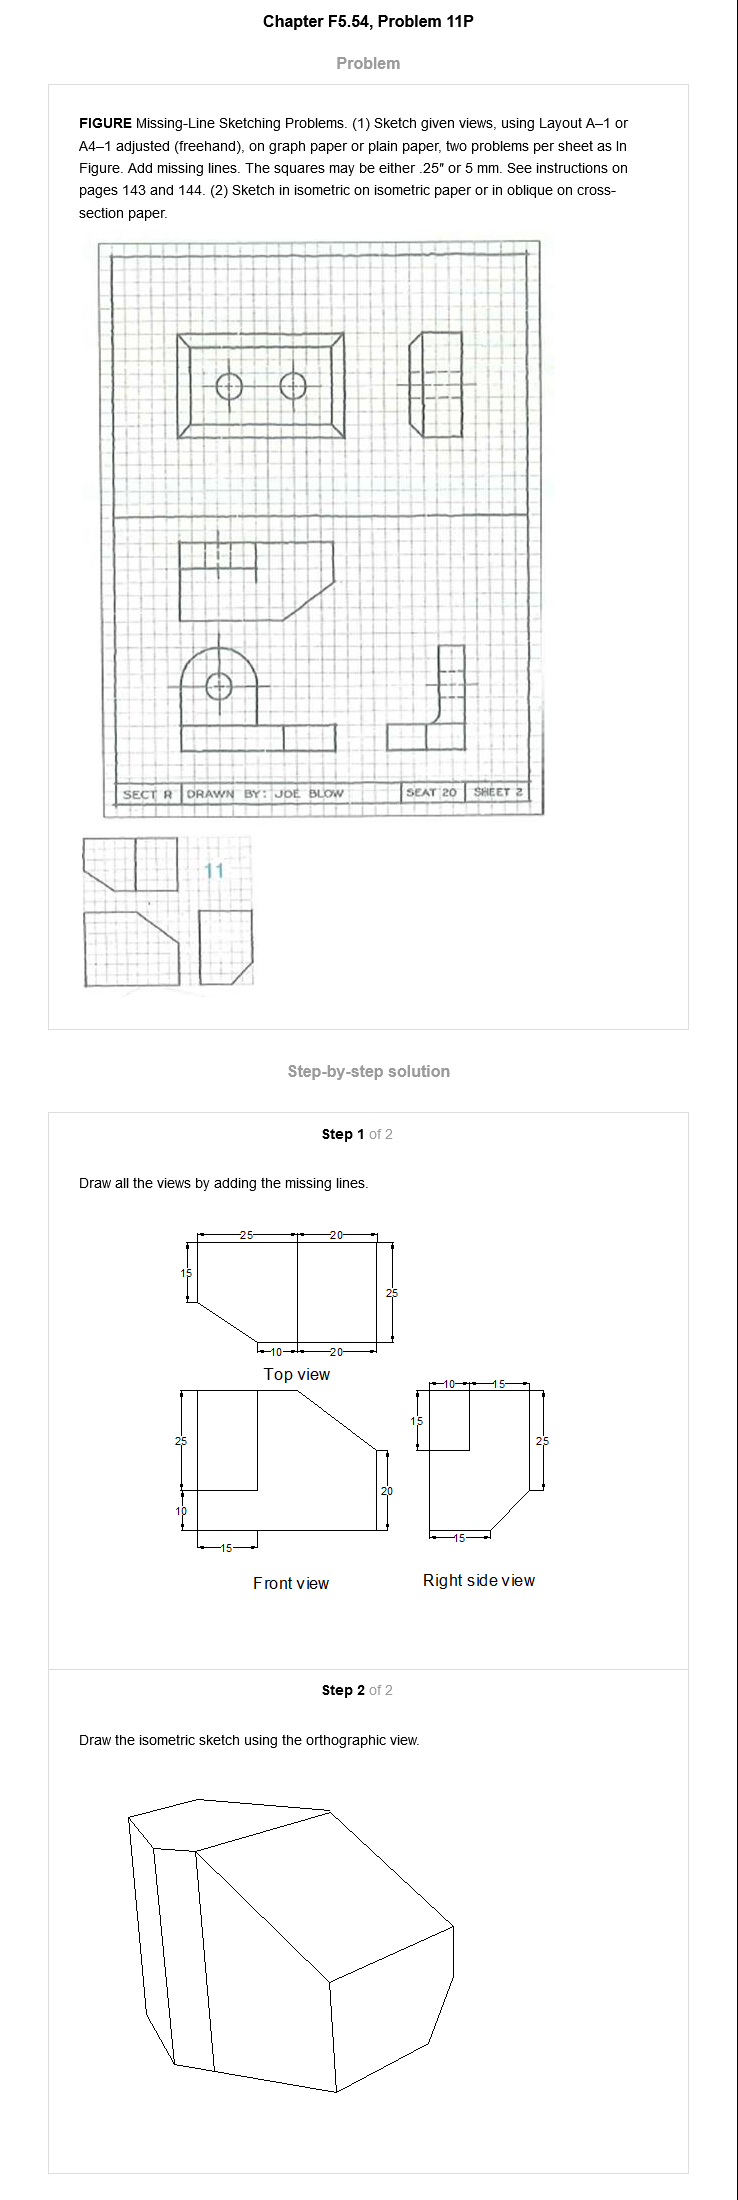 Chapter F5.54, Problem 11P
Problem
FIGURE Missing-Line Sketching Problems. (1) Sketch given views, using Layout A–1 or
A4–1 adjusted (freehand), on graph paper or plain paper, two problems per sheet as In
Figure. Add missing lines. The squares may be either .25″ or 5 mm. See instructions on
pages 143 and 144. (2) Sketch in isometric on isometric paper or in oblique on cross-
section paper.
SECT R DRAWN BY: JOE BLOW SEAT 20 SHEET 2
11
Step-by-step solution
Step 1 of 2
Draw all the views by adding the missing lines.
25 20
15
25
10 20
Top view
10 15
15
25 25
20
10
15
15
Front view Right side view
Step 2 of 2
Draw the isometric sketch using the orthographic view.